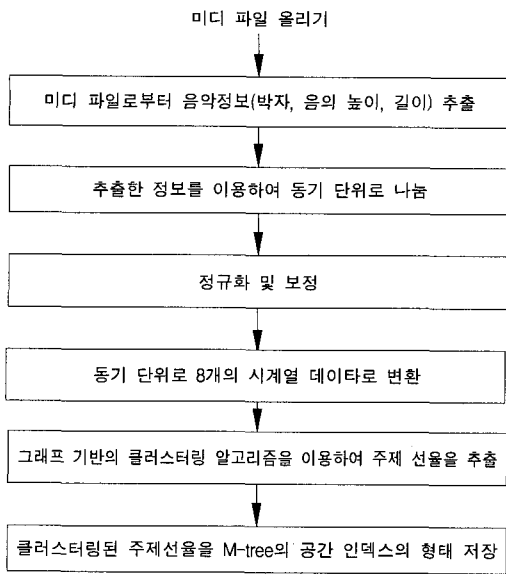 미디 파일 올리기
미디 파일로부터 음악정보(박자, 음의 높이, 길이) 추출
추출한 정보를 이용하여 동기 단위로 나눔
정규화 및 보정
동기 단위로 8개의 시계열 데이타로 변환
그래프 기반의 클러스터링 알고리즘을 이용하여 주제 선율을 추출
클러스터링된 주제선율을 M-tree의 공간 인덱스의 형태 저장